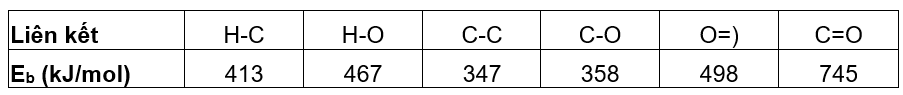 Liên kết H-C H-O C-C C-O O=) C=O
Eb (kJ/mol) 413 467 347 358 498 745